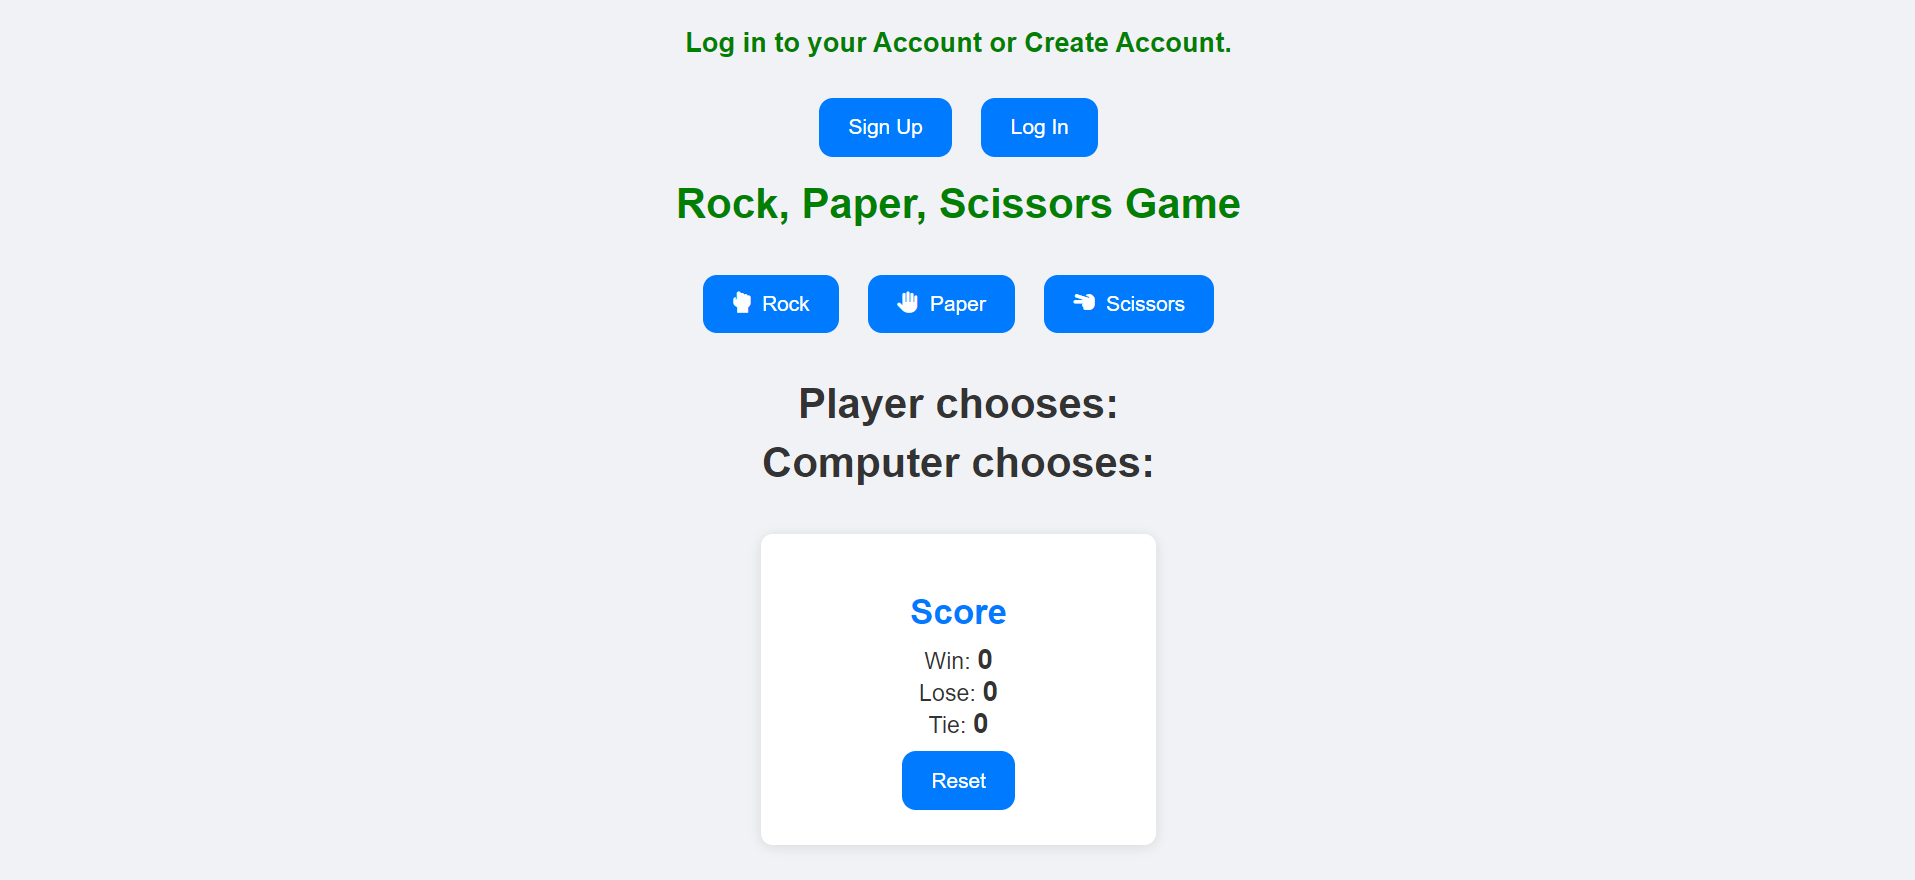 Log in to your Account or Create Account.
Sign Up Log In
Rock, Paper, Scissors Game
Rock Paper Scissors
Player chooses:
Computer chooses:
Score
Win: 0
Lose: 0
Tie: 0
Reset